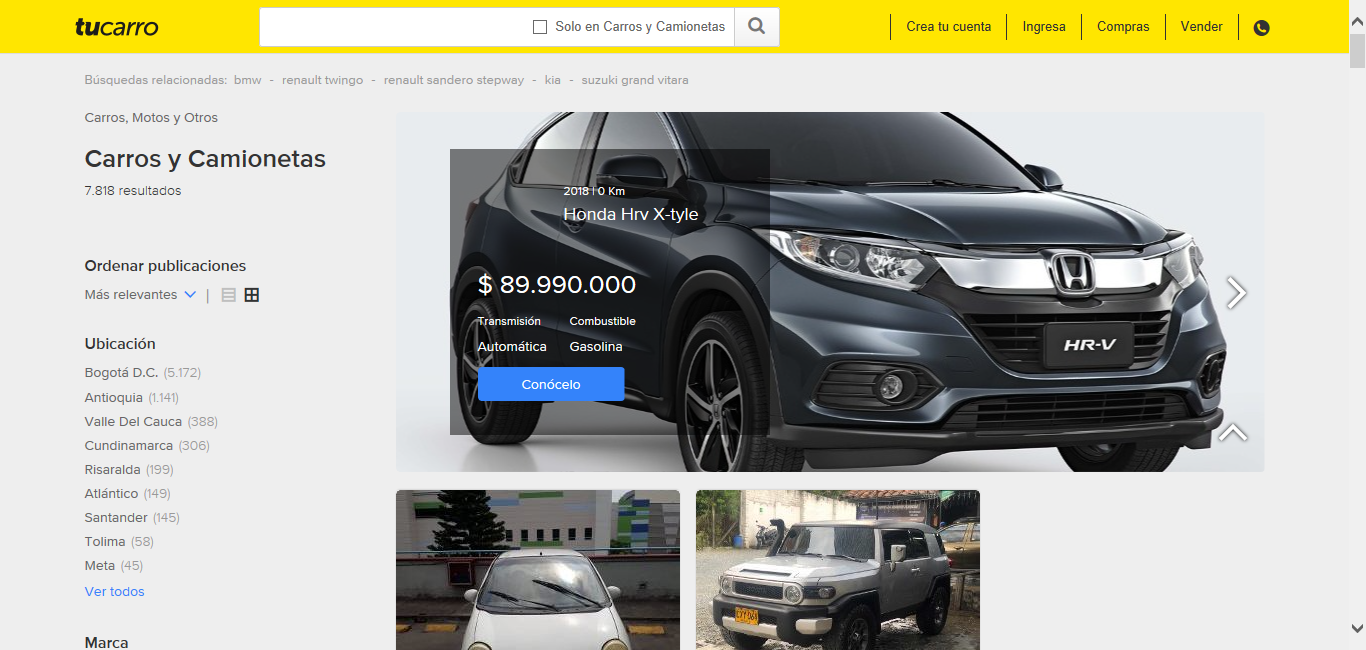 tucarro
Solo en Carros y Camionetas
Crea tu cuenta
Ingresa
Compras
Vender
Búsquedas relacionadas: bmw - renault twingo - renault sandero stepway - kia - suzuki grand vitara
Carros, Motos y Otros
Carros y Camionetas
7.818 resultados
Ordenar publicaciones
Más relevantes |
Ubicación
Bogotá D.C. (5.172)
Antioquia (1.141)
Valle Del Cauca (388)
Cundinamarca (306)
Risaralda (199)
Atlántico (149)
Santander (145)
Tolima (58)
Meta (45)
Ver todos
Marca
2018 | 0 Km
Honda Hrv X-tyle
$ 89.990.000
Transmisión Combustible
Automática Gasolina
Conócelo
HR-V